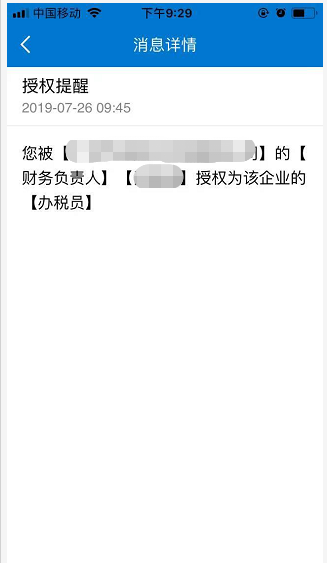 中国移动 下午9:29
消息详情
授权提醒
2019-07-26 09:45
您被【 】的【
财务负责人】【 】授权为该企业的
【办税员】